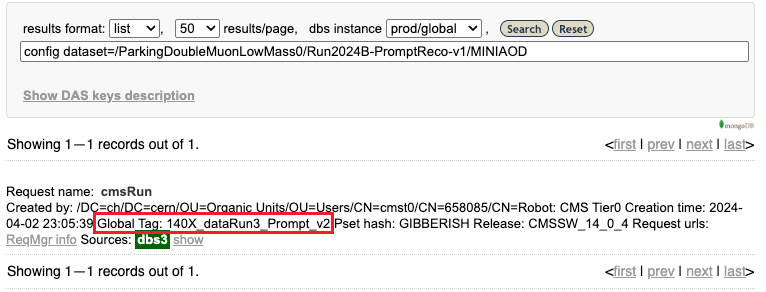 results format: list , 50 results/page, dbs instance prod/global , Search Reset
config dataset=/ParkingDoubleMuonLowMass0/Run2024B-PromptReco-v1/MINIAOD
Show DAS keys description
mongoDB
Showing 1—1 records out of 1. <first | prev | next | last>
Request name: cmsRun
Created by: /DC=ch/DC=cern/OU=Organic Units/OU=Users/CN=cmst0/CN=658085/CN=Robot: CMS Tier0 Creation time: 2024-
04-02 23:05:39 Global Tag: 140X_dataRun3_Prompt_v2 Pset hash: GIBBERISH Release: CMSSW_14_0_4 Request urls:
ReqMgr info Sources: dbs3 show
Showing 1—1 records out of 1. <first | prev | next | last>